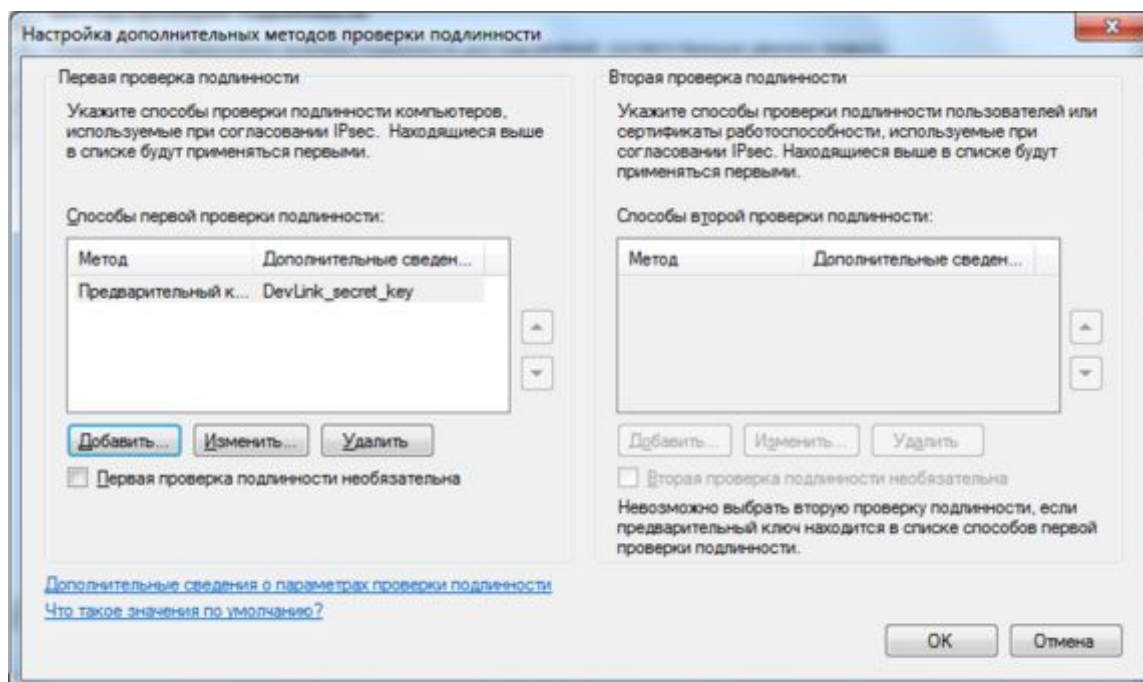 Настройка дополнительных методов проверки подлинности
Первая проверка подлинности
Укажите способы проверки подлинности компьютеров,
используемые при согласовании IPsec. Находящиеся выше
в списке будут применяться первыми.
Способы первой проверки подлинности:
Метод Дополнительные сведен...
Предварительный к... DevLink_secret_key
Добавить... Изменить... Удалить
Первая проверка подлинности необязательна
Вторая проверка подлинности
Укажите способы проверки подлинности пользователей или
сертификаты работоспособности, используемые при
согласовании IPsec. Находящиеся выше в списке будут
применяться первыми.
Способы второй проверки подлинности:
Метод Дополнительные сведен...
Добавить... Изменить... Удалить
Вторая проверка подлинности необязательна
Невозможно выбрать вторую проверку подлинности, если
предварительный ключ находится в списке способов первой
проверки подлинности.
Дополнительные сведения о параметрах проверки подлинности
Что такое значения по умолчанию?
OK Отмена